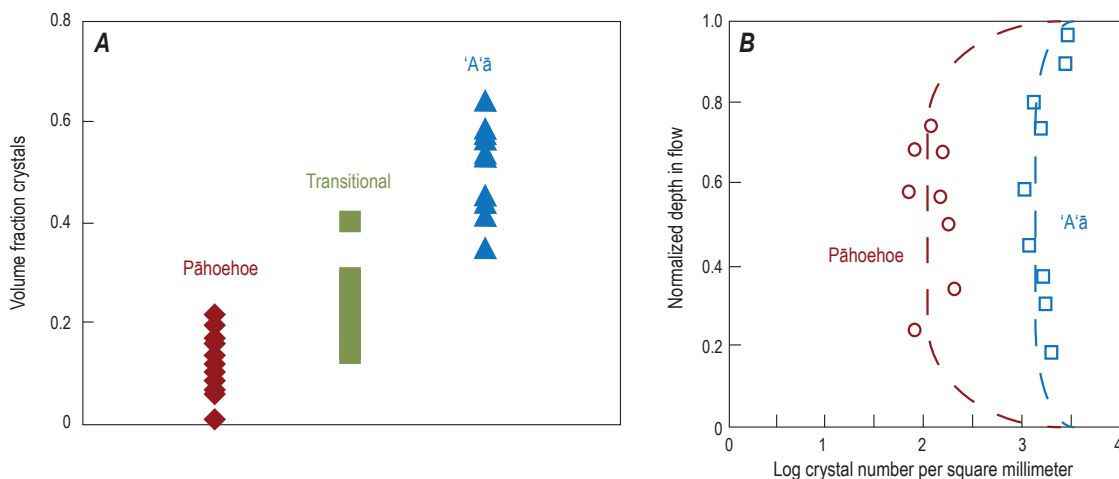 A
Volume fraction crystals
0.8
0.6
0.4
0.2
0
Pāhoehoe
Transitional
ʻAʻā
B
Normalized depth in flow
1.0
0.8
0.6
0.4
0.2
0
Pāhoehoe
ʻAʻā
0 1 2 3 4
Log crystal number per square millimeter